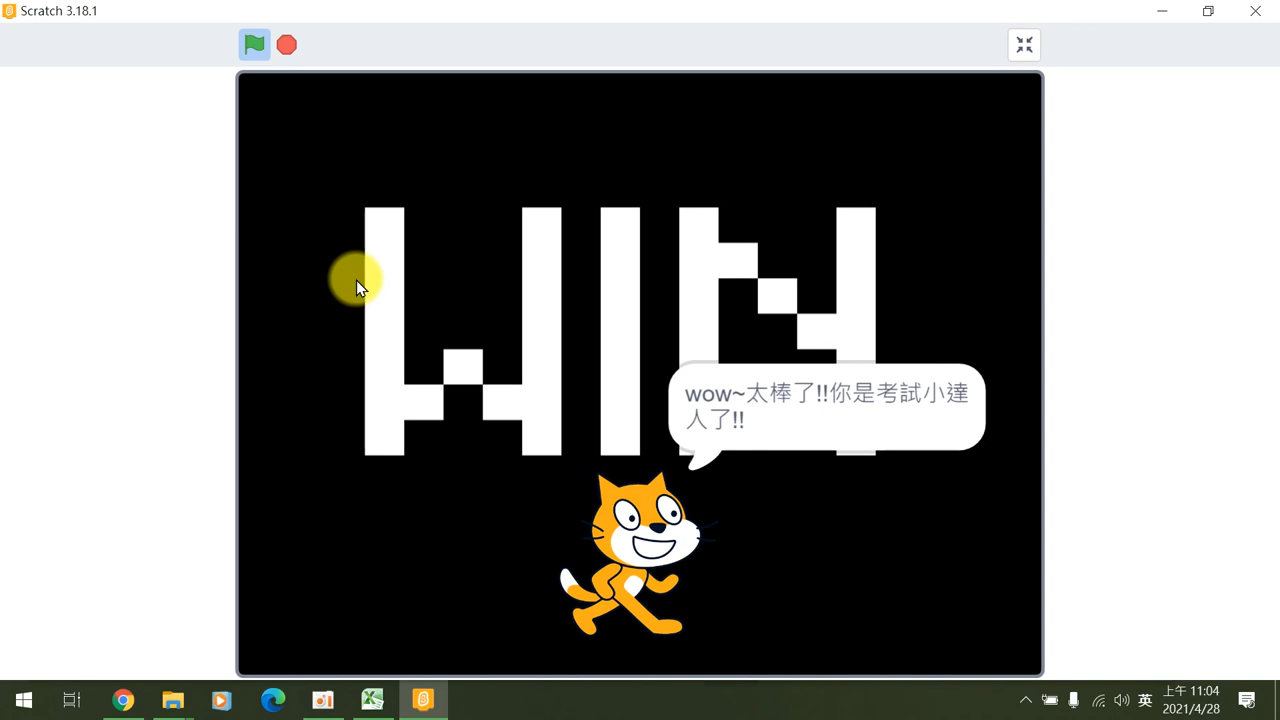 Scratch 3.18.1
WIN
wow~太棒了!!你是考試小達
人了!!
英
上午 11:04
2021/4/28